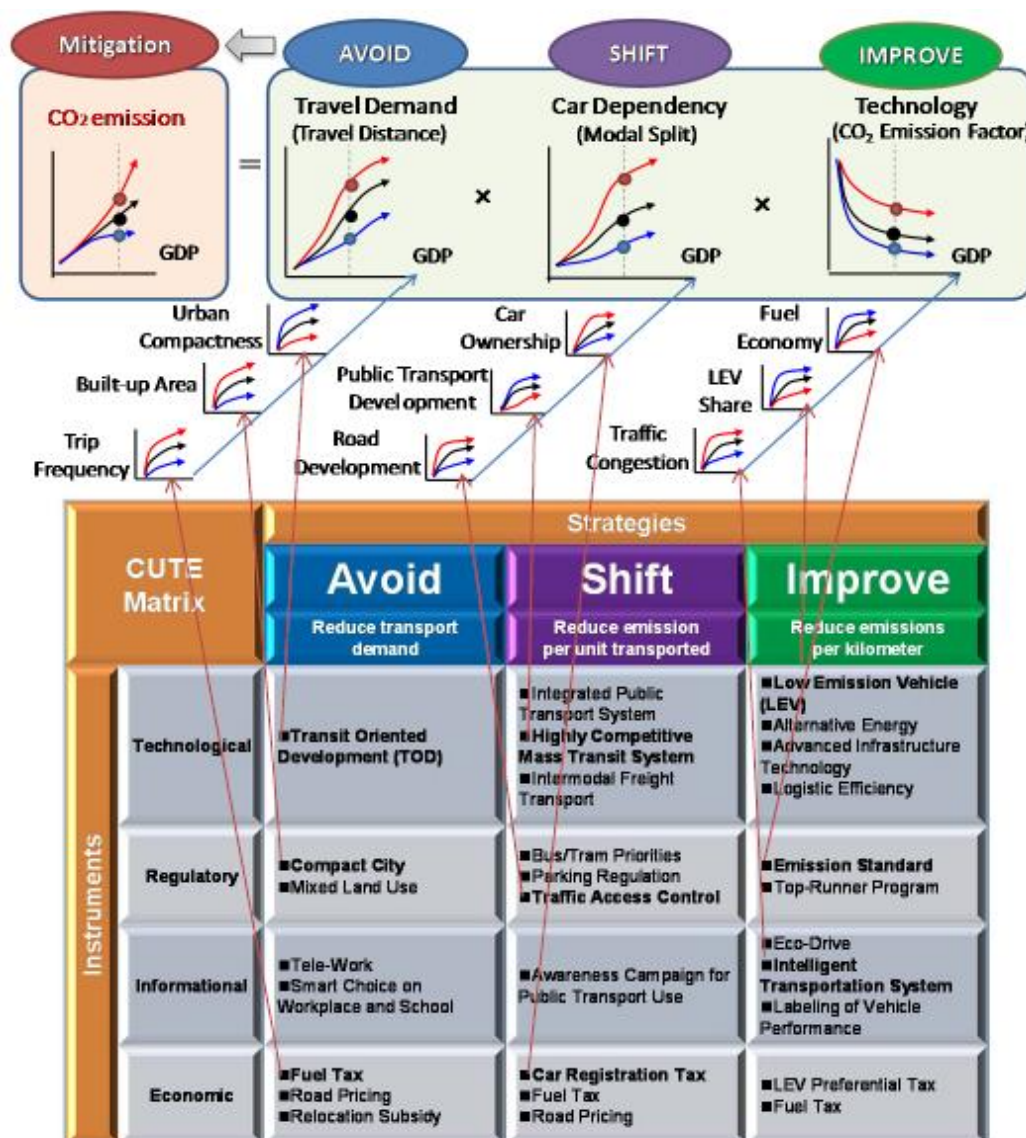 Mitigation
AVOID
SHIFT
IMPROVE
CO₂ emission
GDP
=
Travel Demand
(Travel Distance)
GDP
×
Car Dependency
(Modal Split)
GDP
×
Technology
(CO₂ Emission Factor)
GDP
Urban
Compactness
Built-up Area
Trip
Frequency
Car
Ownership
Public Transport
Development
Road
Development
Fuel
Economy
LEV
Share
Traffic
Congestion
CUTE
Matrix
Strategies
Avoid
Shift
Improve
Reduce transport
demand
Reduce emission
per unit transported
Reduce emissions
per kilometer
Instruments
Technological
■Transit Oriented
Development (TOD)
■Integrated Public
Transport System
■Highly Competitive
Mass Transit System
■Intermodal Freight
Transport
■Low Emission Vehicle
(LEV)
■Alternative Energy
■Advanced Infrastructure
Technology
■Logistic Efficiency
Regulatory
■Compact City
■Mixed Land Use
■Bus/Tram Priorities
■Parking Regulation
■Traffic Access Control
■Emission Standard
■Top-Runner Program
Informational
■Tele-Work
■Smart Choice on
Workplace and School
■Awareness Campaign for
Public Transport Use
■Eco-Drive
■Intelligent
Transportation System
■Labeling of Vehicle
Performance
Economic
■Fuel Tax
■Road Pricing
■Relocation Subsidy
■Car Registration Tax
■Fuel Tax
■Road Pricing
■LEV Preferential Tax
■Fuel Tax